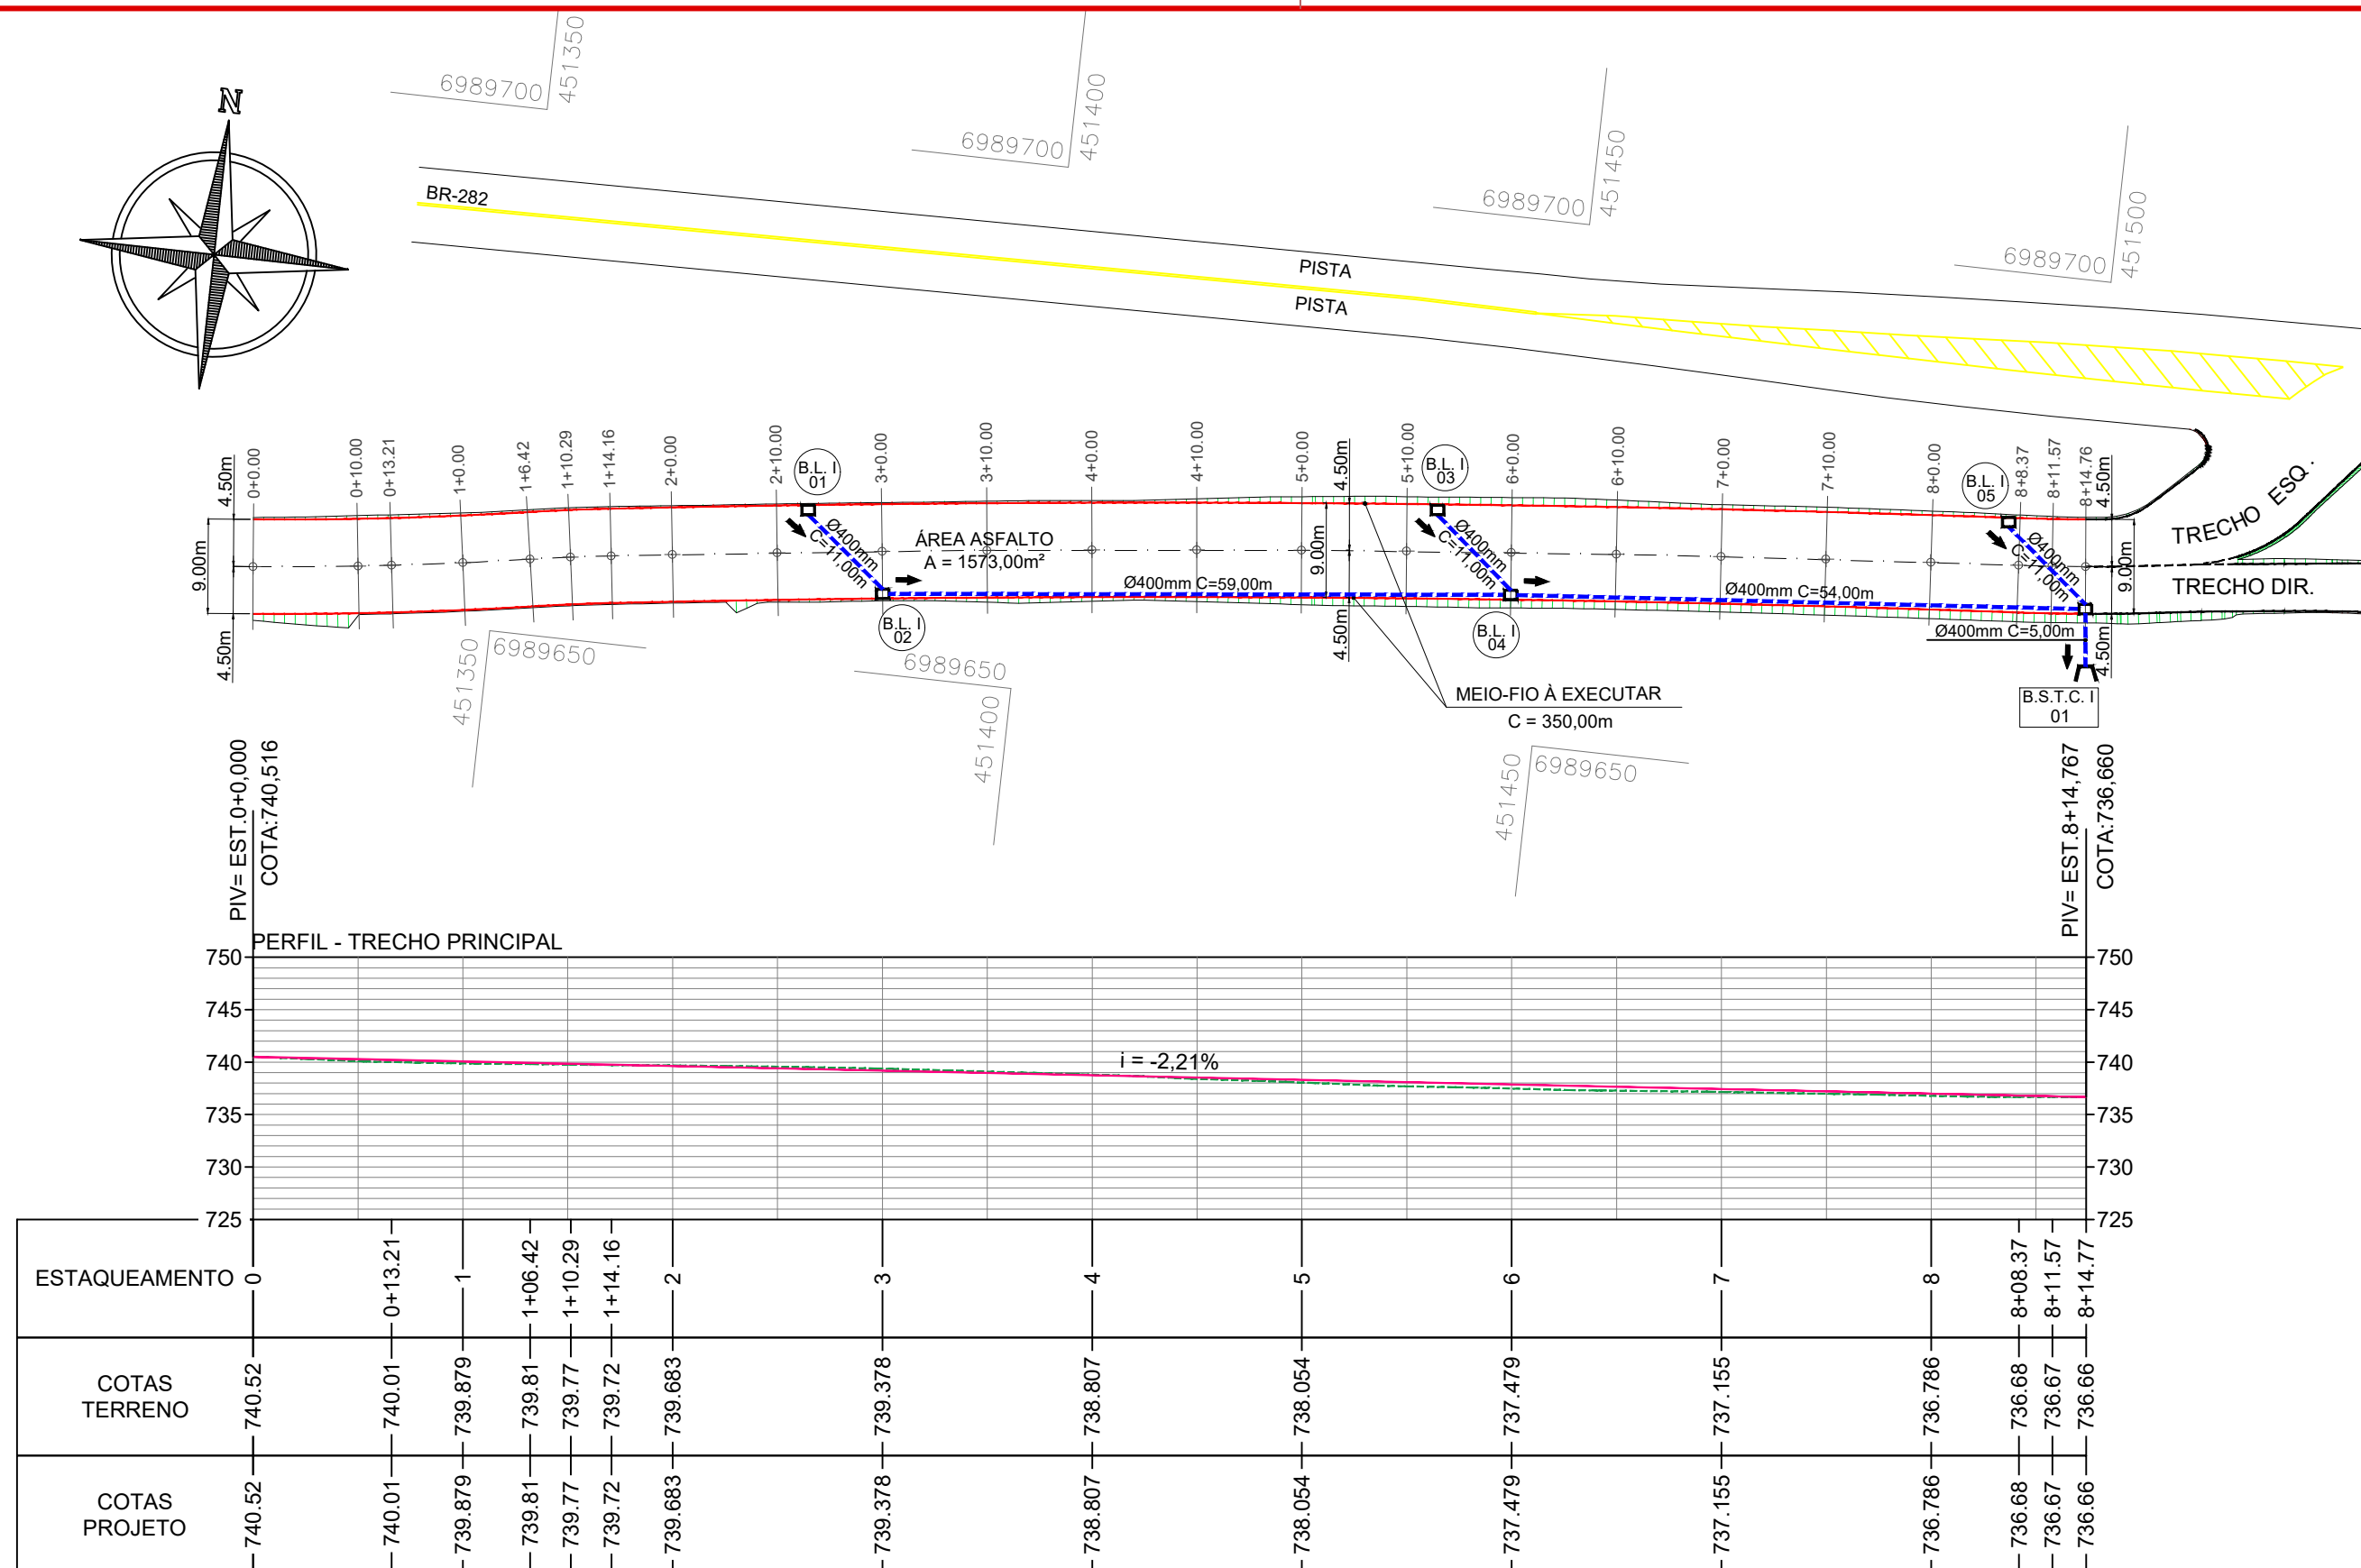 N
6989700
451350
6989700
451400
6989700
451450
6989700
451500
BR-282
PISTA
PISTA
4.50m
9.00m
4.50m
0+0.00
0+10.00
0+13.21
1+0.00
1+6.42
1+10.29
1+14.16
2+0.00
2+10.00
3+0.00
3+10.00
4+0.00
4+10.00
5+0.00
5+10.00
6+0.00
6+10.00
7+0.00
7+10.00
8+0.00
8+8.37
8+11.57
8+14.76
B.L. I
01
B.L. I
03
B.L. I
05
4.50m
9.00m
4.50m
4.50m
9.00m
4.50m
Ø400mm
C=11,00m
ÁREA ASFALTO
A = 1573,00m²
Ø400mm C=59,00m
Ø400mm
C=11,00m
Ø400mm C=54,00m
Ø400mm
C=11,00m
TRECHO ESQ.
TRECHO DIR.
B.L. I
02
B.L. I
04
Ø400mm C=5,00m
B.S.T.C. I
01
451350
6989650
6989650
451400
451450
6989650
MEIO-FIO À EXECUTAR
C = 350,00m
PIV= EST.0+0,000
COTA:740,516
PIV= EST.8+14,767
COTA:736,660
PERFIL - TRECHO PRINCIPAL
750
745
740
735
730
725
i = -2,21%
750
745
740
735
730
725
ESTAQUEAMENTO
0
0+13.21
1
1+06.42
1+10.29
1+14.16
2
3
4
5
6
7
8
8+08.37
8+11.57
8+14.77
COTAS
TERRENO
740.52
740.01
739.879
739.81
739.77
739.72
739.683
739.378
738.807
738.054
737.479
737.155
736.786
736.68
736.67
736.66
COTAS
PROJETO
740.52
740.01
739.879
739.81
739.77
739.72
739.683
739.378
738.807
738.054
737.479
737.155
736.786
736.68
736.67
736.66